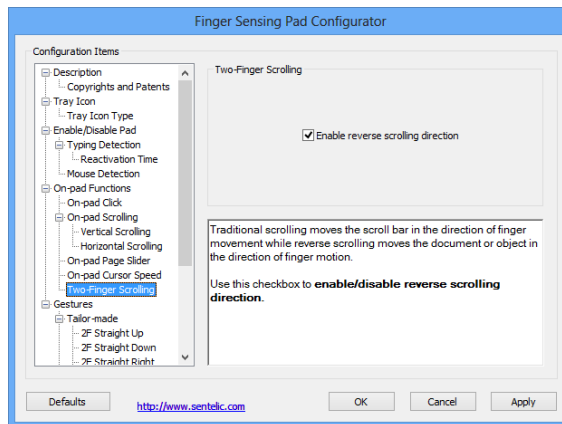 Finger Sensing Pad Configurator
Configuration Items
Description
Copyrights and Patents
Tray Icon
Tray Icon Type
Enable/Disable Pad
Typing Detection
Reactivation Time
Mouse Detection
On-pad Functions
On-pad Click
On-pad Scrolling
Vertical Scrolling
Horizontal Scrolling
On-pad Page Slider
On-pad Cursor Speed
Two-Finger Scrolling
Gestures
Tailor-made
2F Straight Up
2F Straight Down
2F Straight Right
Two-Finger Scrolling
Enable reverse scrolling direction
Traditional scrolling moves the scroll bar in the direction of finger
movement while reverse scrolling moves the document or object in
the direction of finger motion.
Use this checkbox to enable/disable reverse scrolling
direction.
Defaults
http://www.sentelic.com
OK
Cancel
Apply